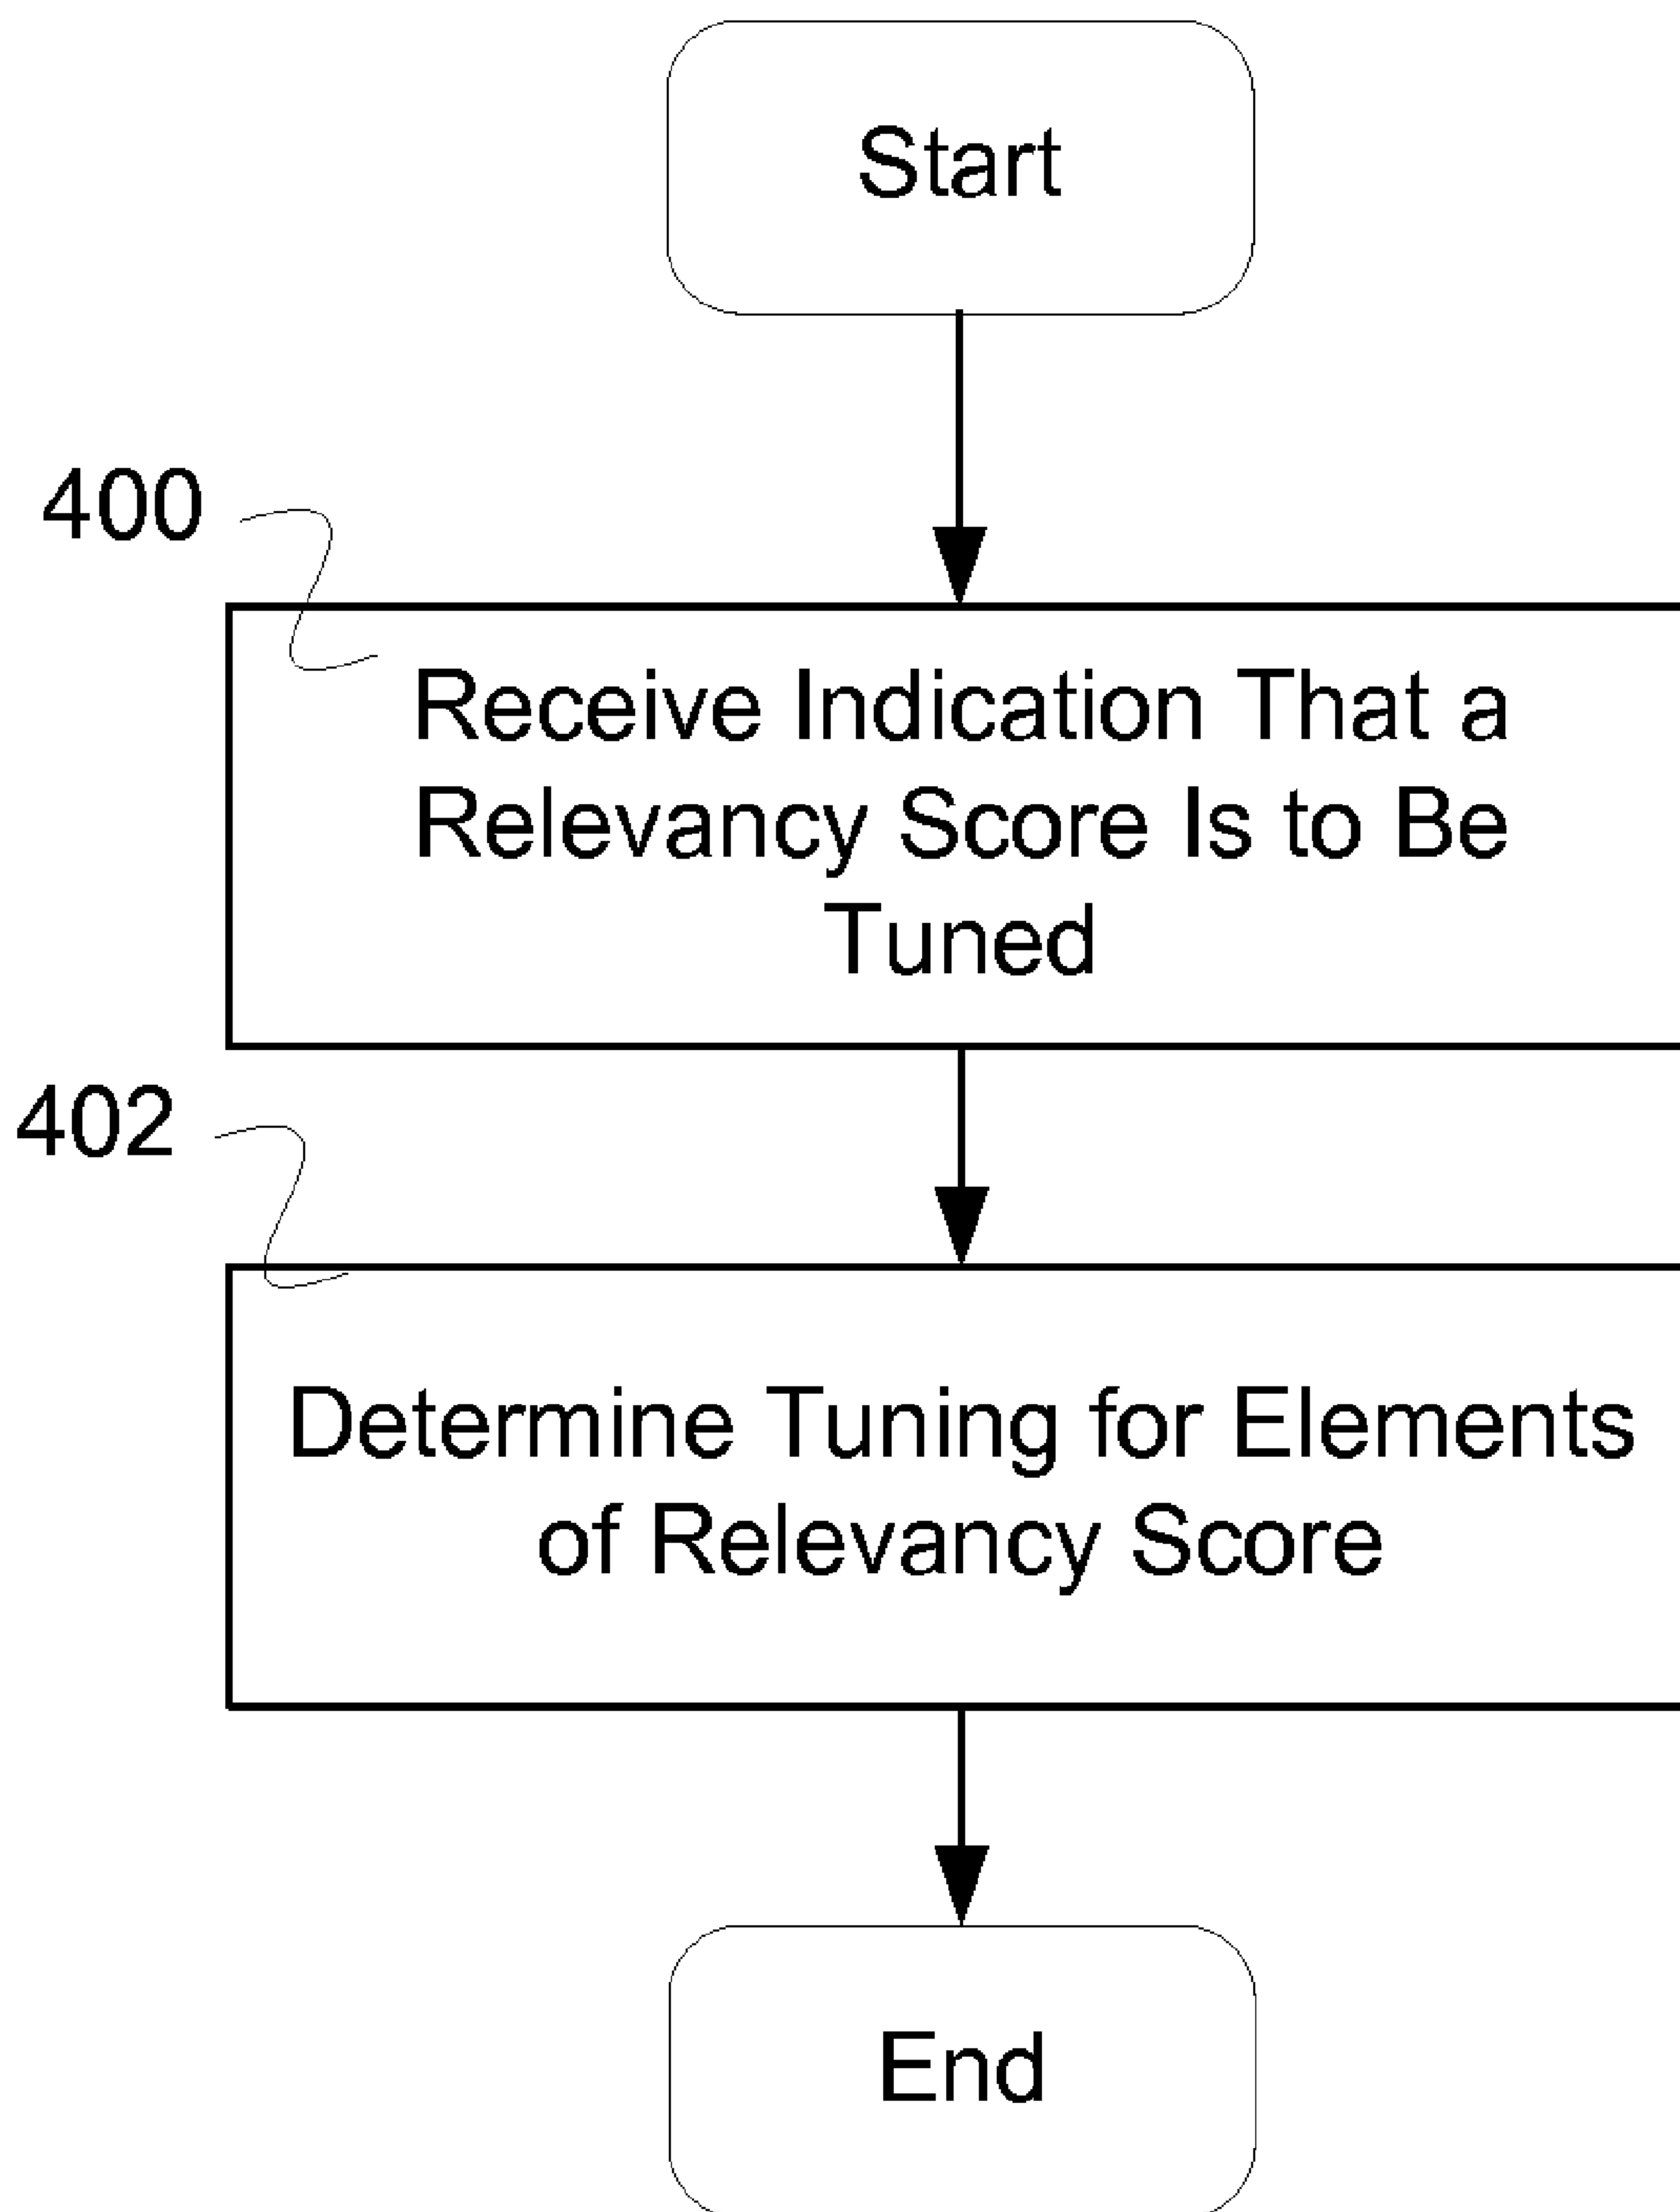 Start
400
Receive Indication That a
Relevancy Score Is to Be
Tuned
402
Determine Tuning for Elements
of Relevancy Score
End